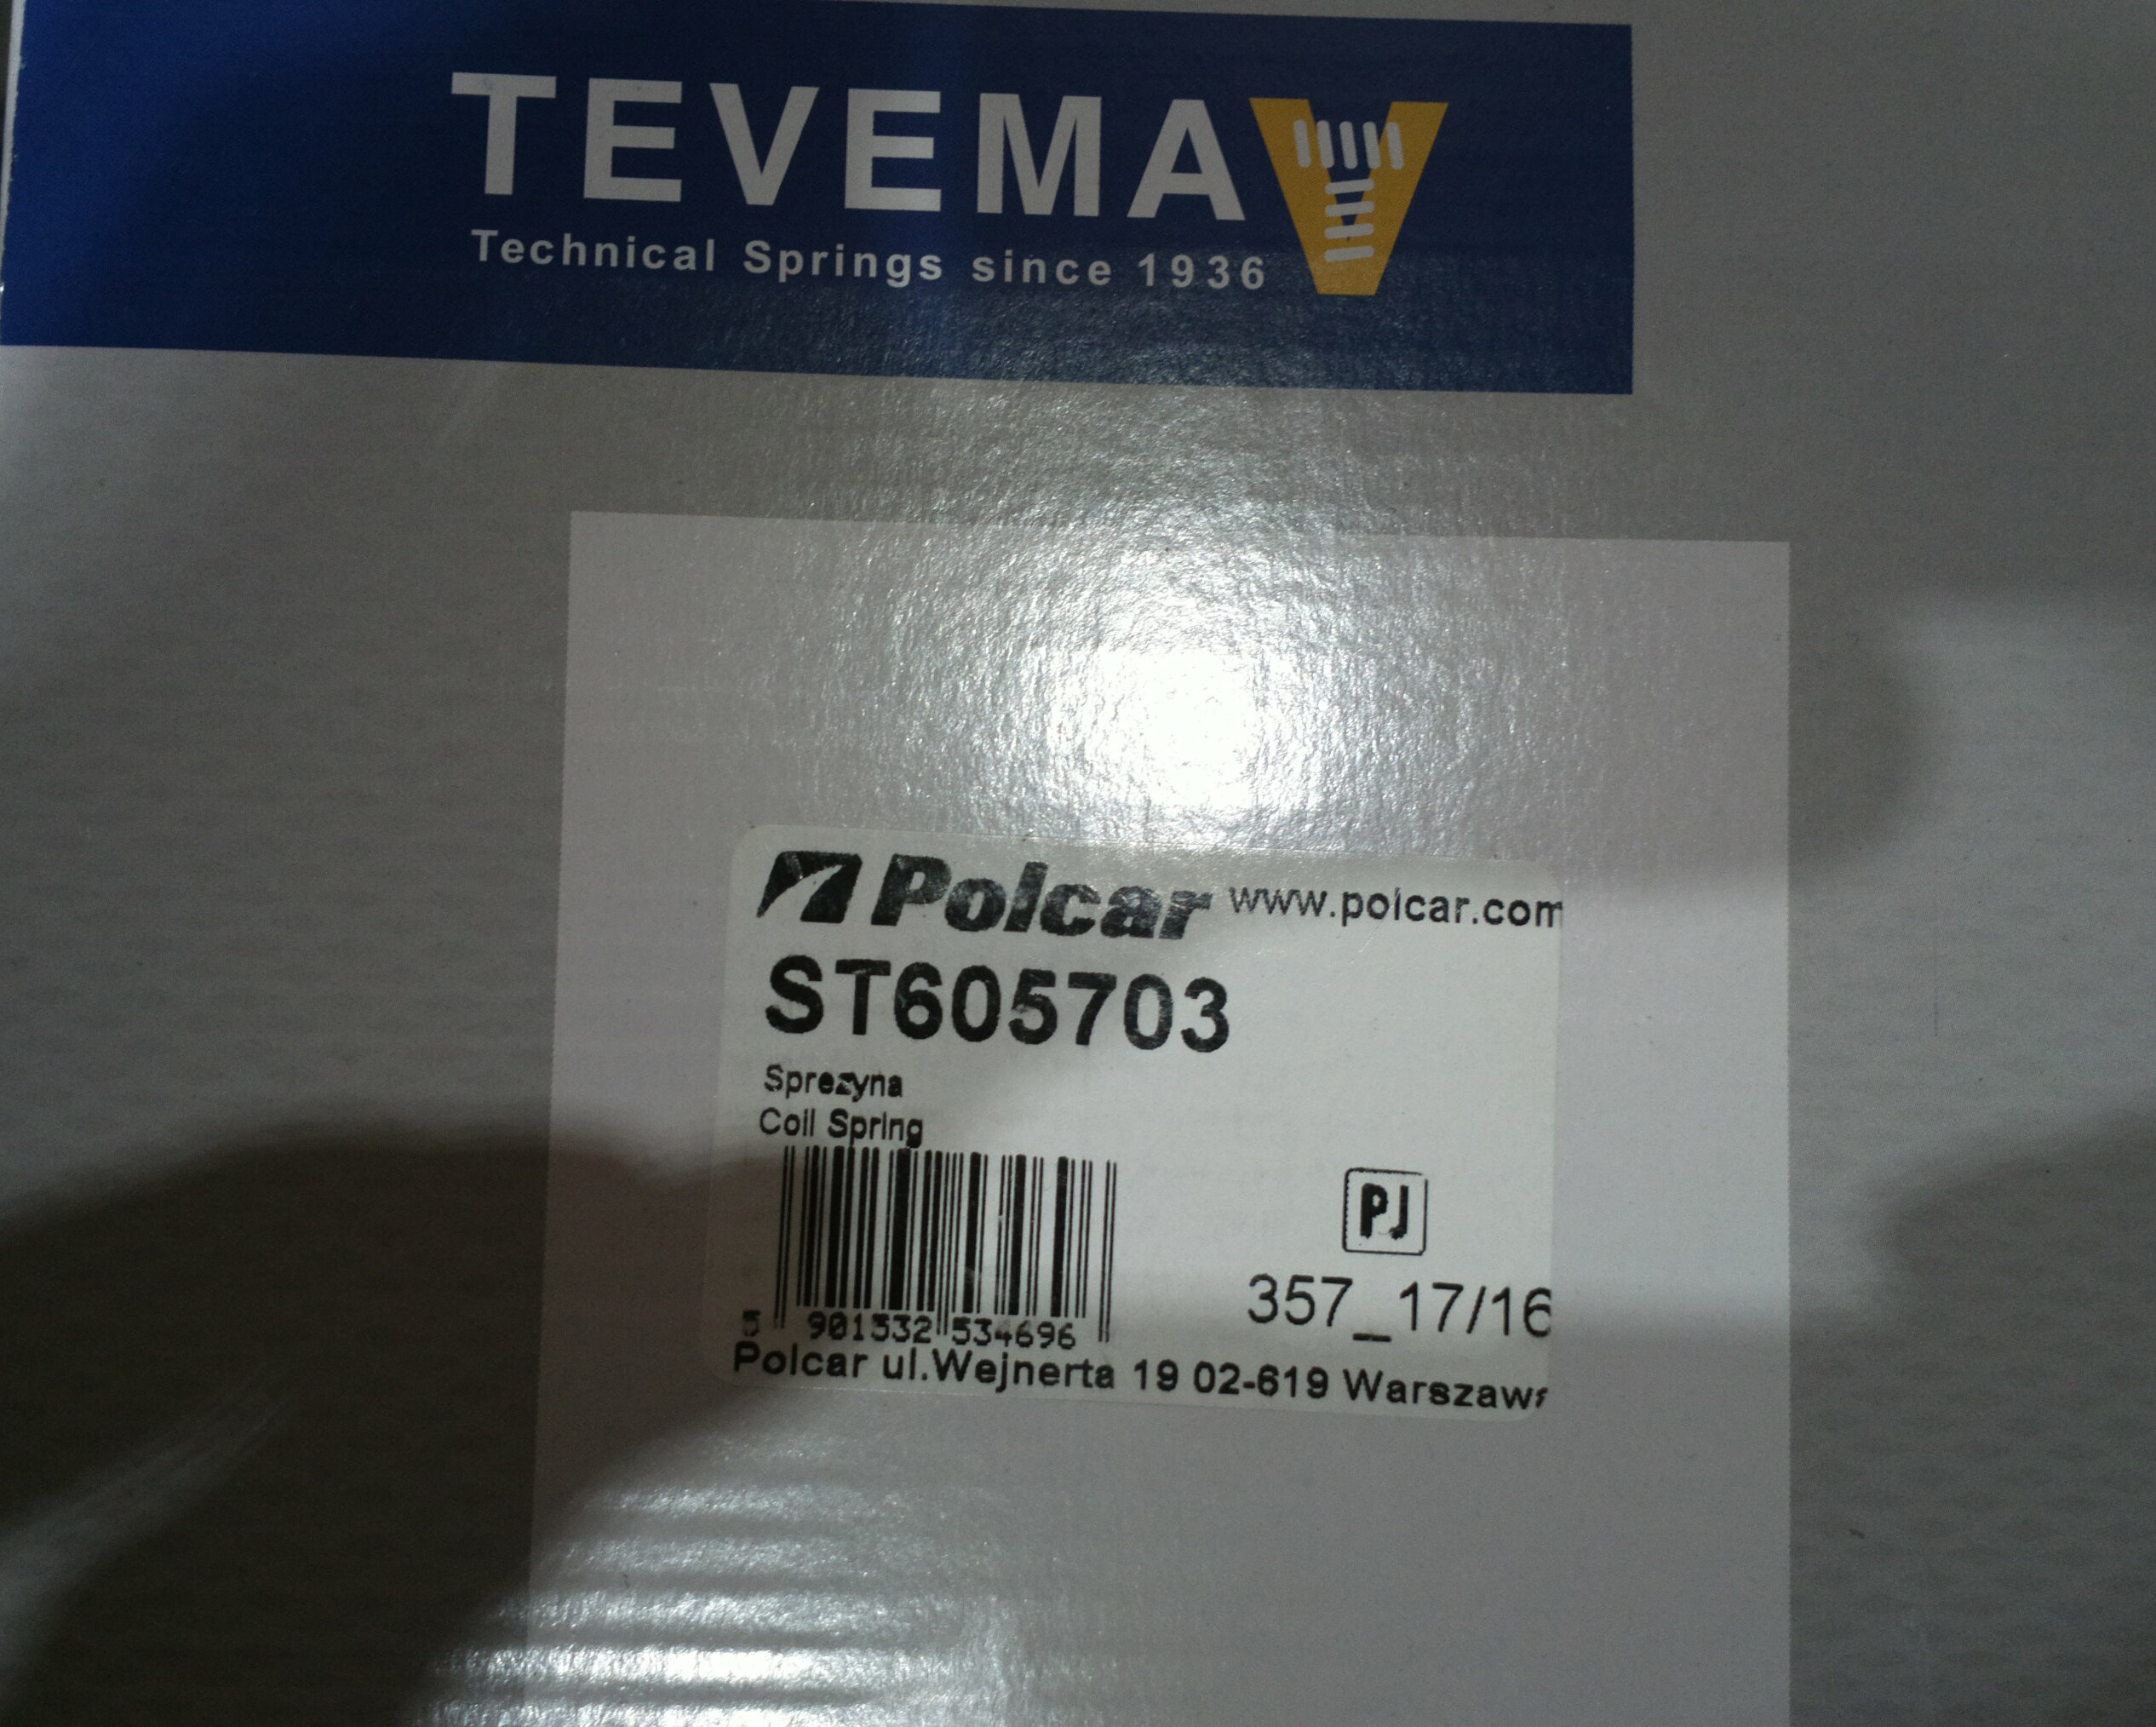 TEVEMA
Technical Springs since 1936
Polcar www.polcar.com
ST605703
Sprezyna
Coil Spring
PJ
357_17/16
5 901532 534696
Polcar ul.Wejnerta 19 02-619 Warszaw